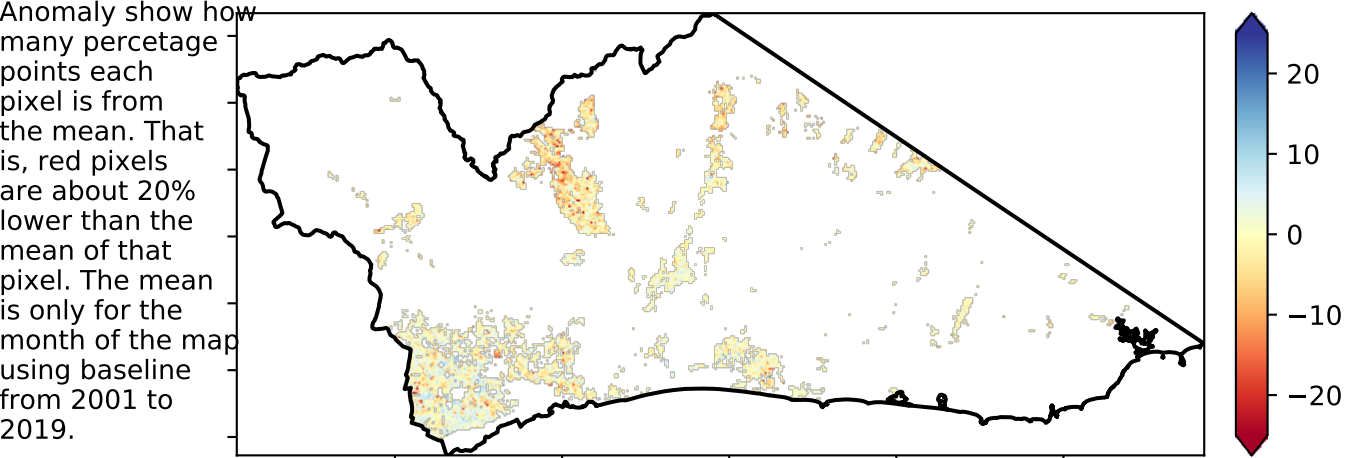 Anomaly show how
many percetage
points each
pixel is from
the mean. That
is, red pixels
are about 20%
lower than the
mean of that
pixel. The mean
is only for the
month of the map
using baseline
from 2001 to
2019.
20
10
0
−10
−20